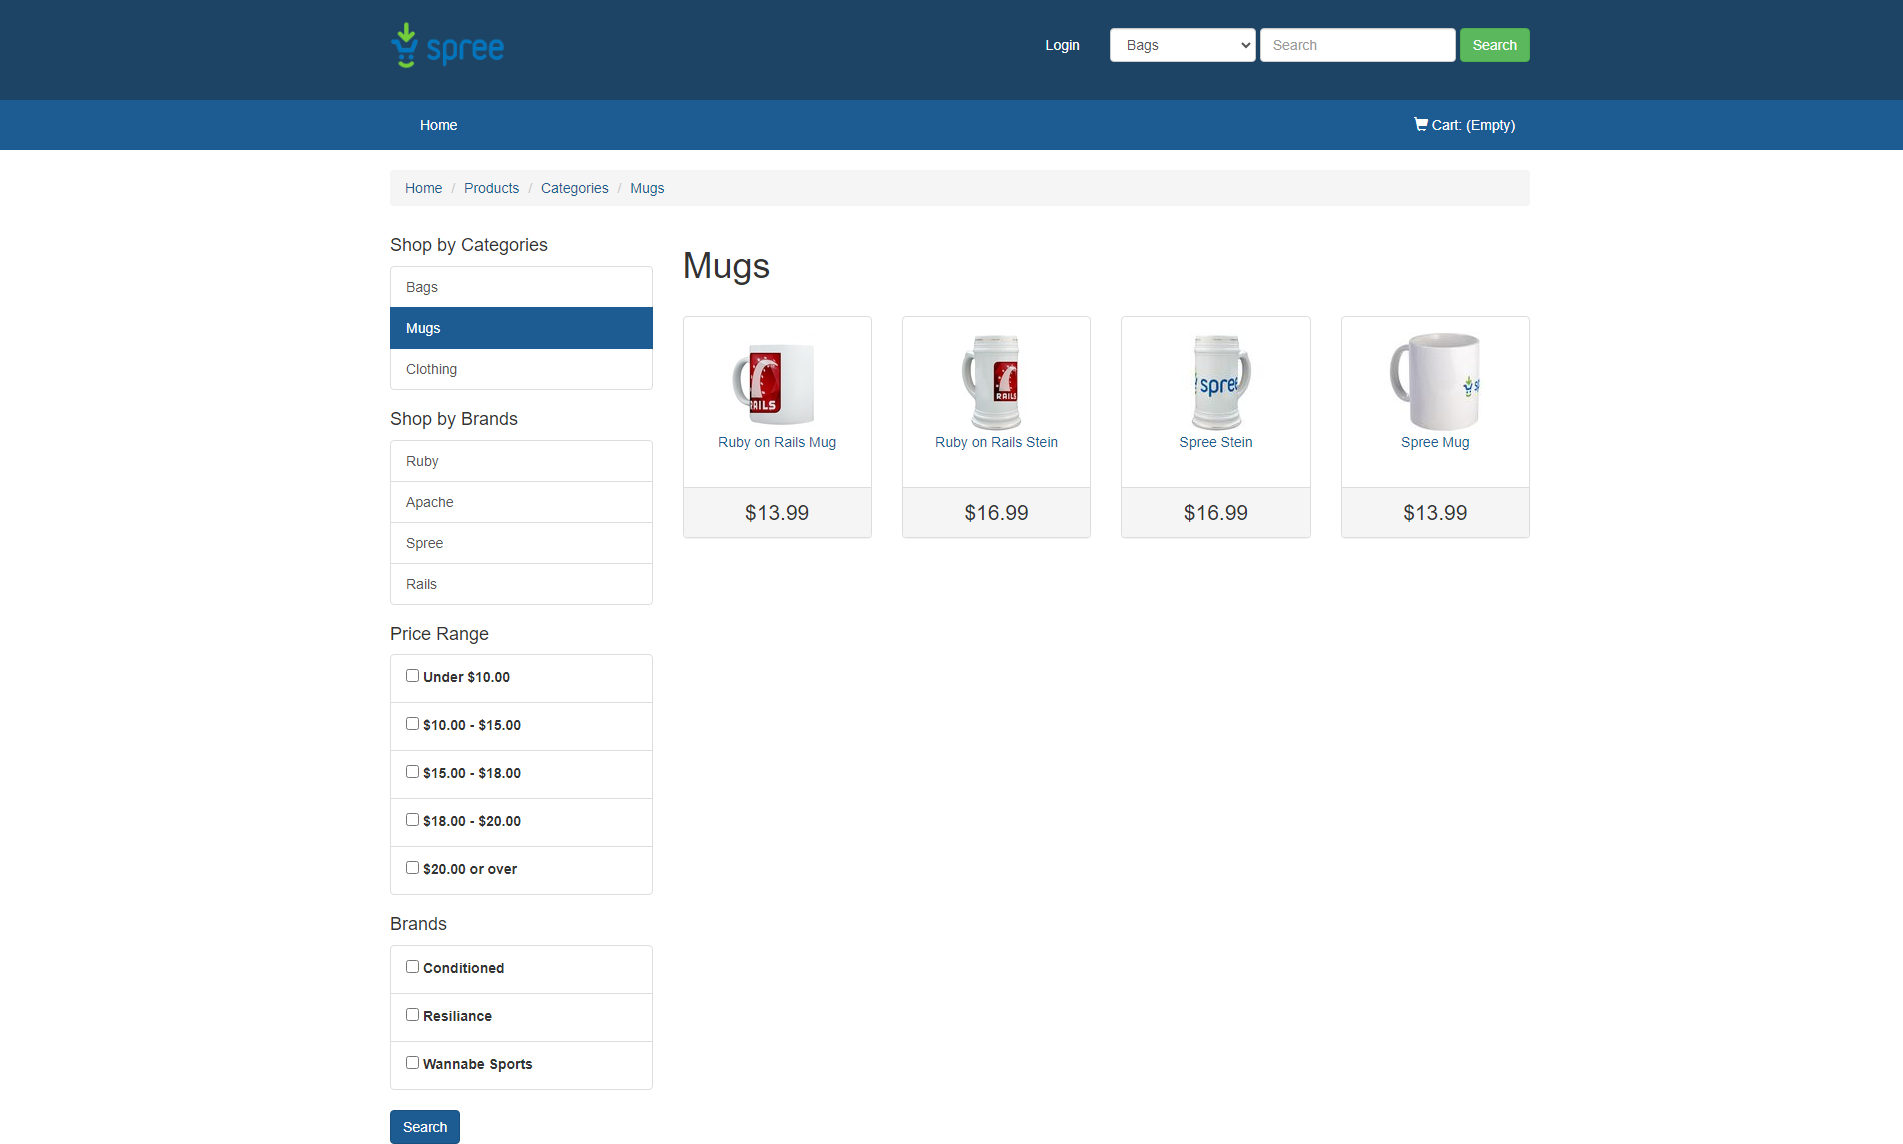 spree
Login
Bags
Search
Search
Home
Cart: (Empty)
Home / Products / Categories / Mugs
Shop by Categories
Bags
Mugs
Clothing
Shop by Brands
Ruby
Apache
Spree
Rails
Price Range
Under $10.00
$10.00 - $15.00
$15.00 - $18.00
$18.00 - $20.00
$20.00 or over
Brands
Conditioned
Resiliance
Wannabe Sports
Search
Mugs
RAILS
Ruby on Rails Mug
$13.99
RAILS
Ruby on Rails Stein
$16.99
spree
Spree Stein
$16.99
Spree Mug
$13.99